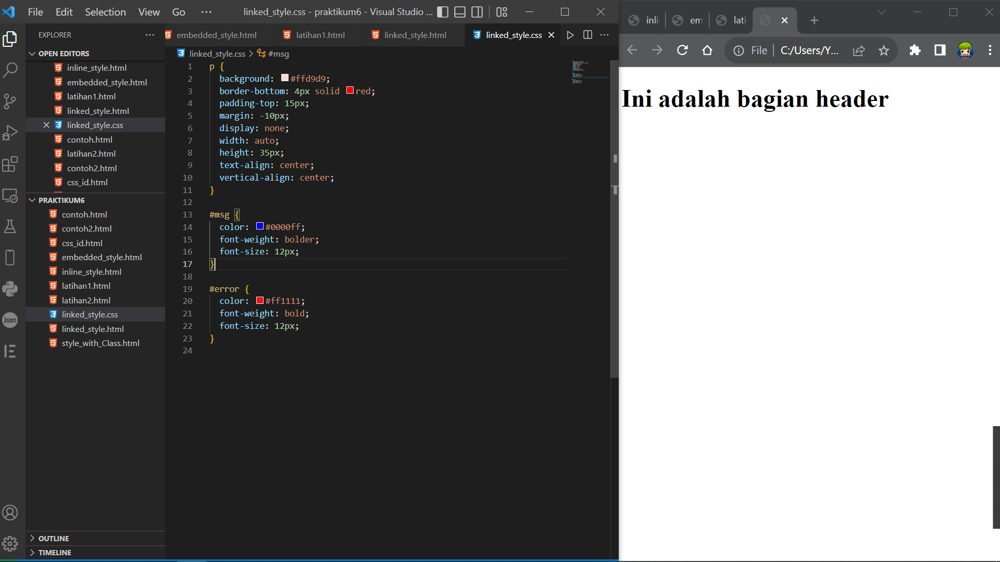 File Edit Selection View Go ··· linked_style.css - praktikum6 - Visual Studio ...
EXPLORER ···
OPEN EDITORS
inline_style.html
embedded_style.html
latihan1.html
linked_style.html
linked_style.css
contoh.html
latihan2.html
contoh2.html
css_id.html
PRAKTIKUM6
contoh.html
contoh2.html
css_id.html
embedded_style.html
inline_style.html
latihan1.html
latihan2.html
linked_style.css
linked_style.html
style_with_Class.html
OUTLINE
TIMELINE
Json
embedded_style.html latihan1.html linked_style.html linked_style.css
linked_style.css > #msg
1 p {
2 background: #ffd9d9;
3 border-bottom: 4px solid red;
4 padding-top: 15px;
5 margin: -10px;
6 display: none;
7 width: auto;
8 height: 35px;
9 text-align: center;
10 vertical-align: center;
11 }
12
13 #msg {
14 color: #0000ff;
15 font-weight: bolder;
16 font-size: 12px;
17 }
18
19 #error {
20 color: #ff1111;
21 font-weight: bold;
22 font-size: 12px;
23 }
24
inli em lati
File C:/Users/Y...
Ini adalah bagian header